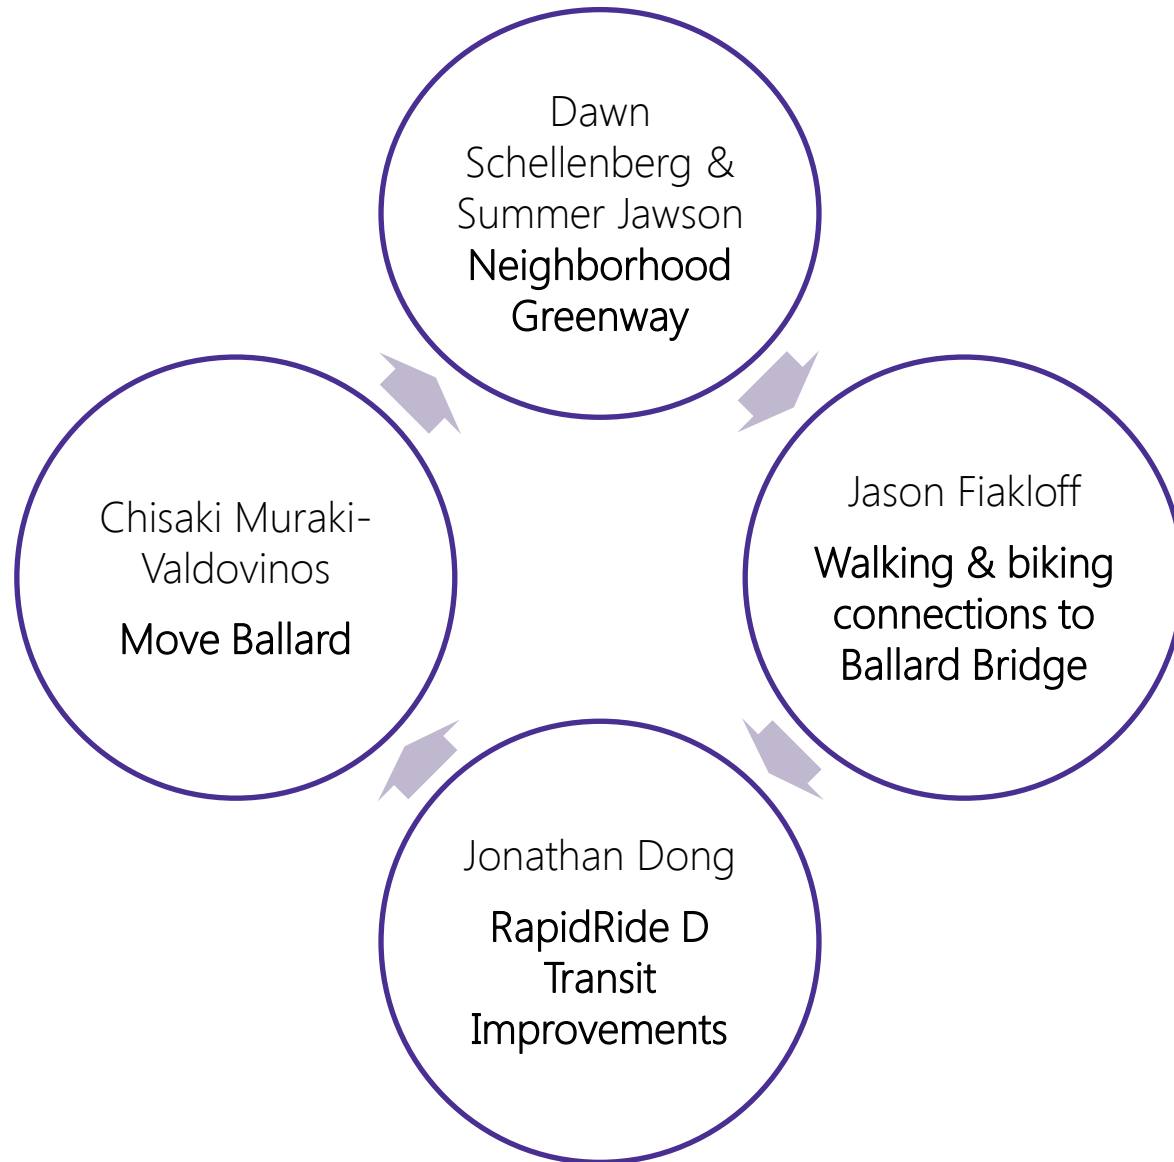 Dawn
Schellenberg &
Summer Jawson
Neighborhood
Greenway
Chisaki Muraki-
Valdovinos
Move Ballard
Jason Fiakloff
Walking & biking
connections to
Ballard Bridge
Jonathan Dong
RapidRide D
Transit
Improvements